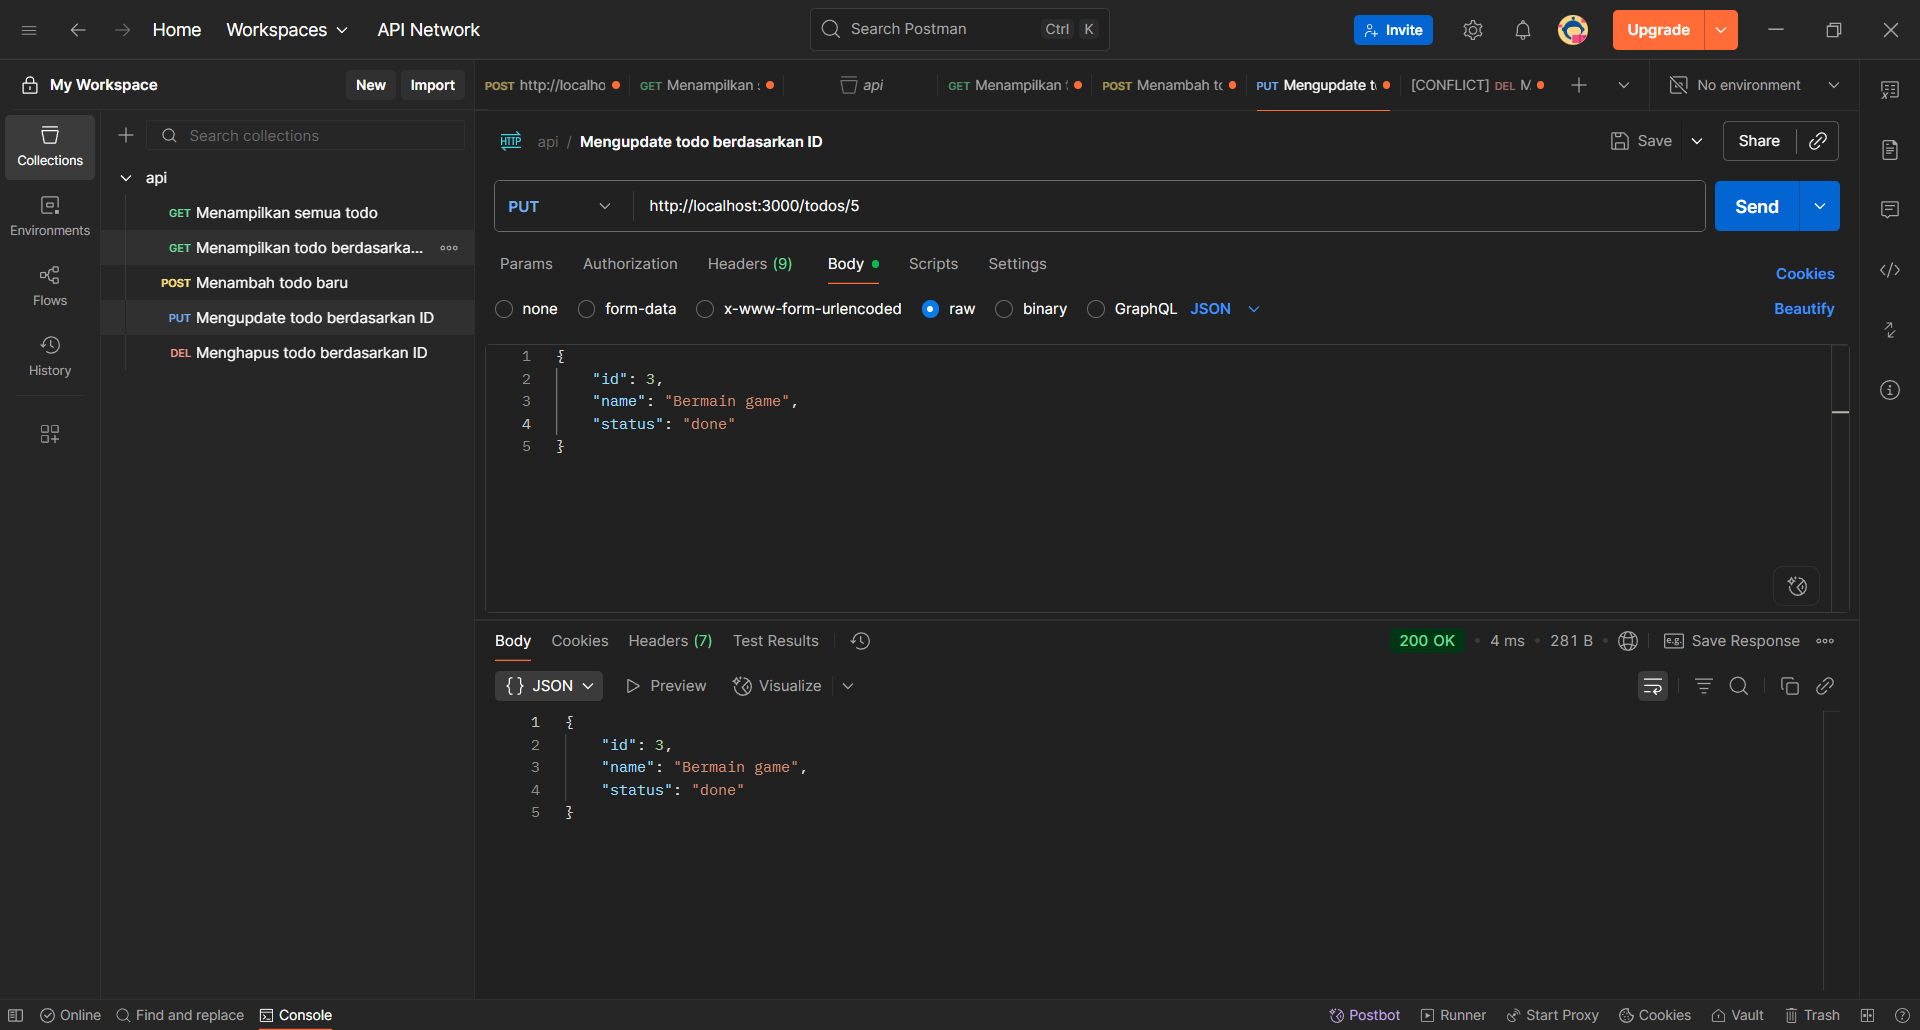 Home Workspaces API Network Search Postman Ctrl K Invite Upgrade
My Workspace New Import
POST http://localho GET Menampilkan api GET Menampilkan POST Menambah to PUT Mengupdate [CONFLICT] DEL M No environment
Collections
Environments
Flows
History
Search collections
api
GET Menampilkan semua todo
GET Menampilkan todo berdasarka...
POST Menambah todo baru
PUT Mengupdate todo berdasarkan ID
DEL Menghapus todo berdasarkan ID
HTTP api / Mengupdate todo berdasarkan ID Save Share
PUT http://localhost:3000/todos/5 Send
Params Authorization Headers (9) Body Scripts Settings Cookies
none form-data x-www-form-urlencoded raw binary GraphQL JSON Beautify
1 {
2 "id": 3,
3 "name": "Bermain game",
4 "status": "done"
5 }
Body Cookies Headers (7) Test Results 200 OK 4 ms 281 B e.g. Save Response
{} JSON Preview Visualize
1 {
2 "id": 3,
3 "name": "Bermain game",
4 "status": "done"
5 }
Online Find and replace Console Postbot Runner Start Proxy Cookies Vault Trash